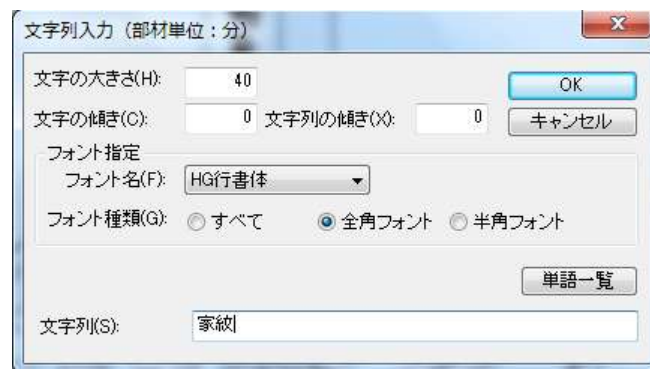 文字列入力（部材単位：分）
文字の大きさ(H): 40 OK
文字の傾き(C): 0 文字列の傾き(X): 0 キャンセル
フォント指定
フォント名(F): HG行書体
フォント種類(G): すべて 全角フォント 半角フォント
単語一覧
文字列(S): 家紋